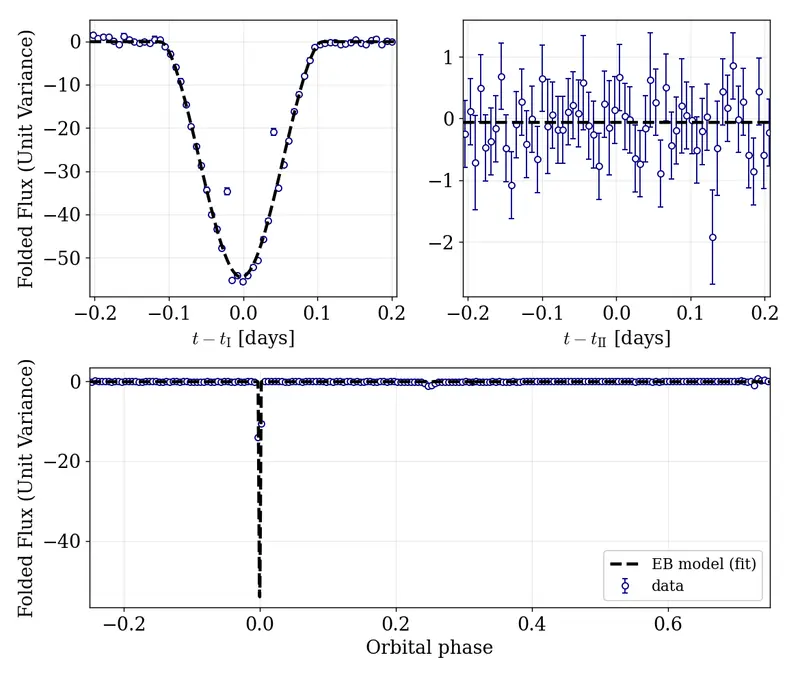 Folded Flux (Unit Variance)
0
−10
−20
−30
−40
−50
−0.2 −0.1 0.0 0.1 0.2
t − tI [days]
1
0
−1
−2
−0.2 −0.1 0.0 0.1 0.2
t − tII [days]
Folded Flux (Unit Variance)
0
−20
−40
−0.2 0.0 0.2 0.4 0.6
Orbital phase
EB model (fit)
data